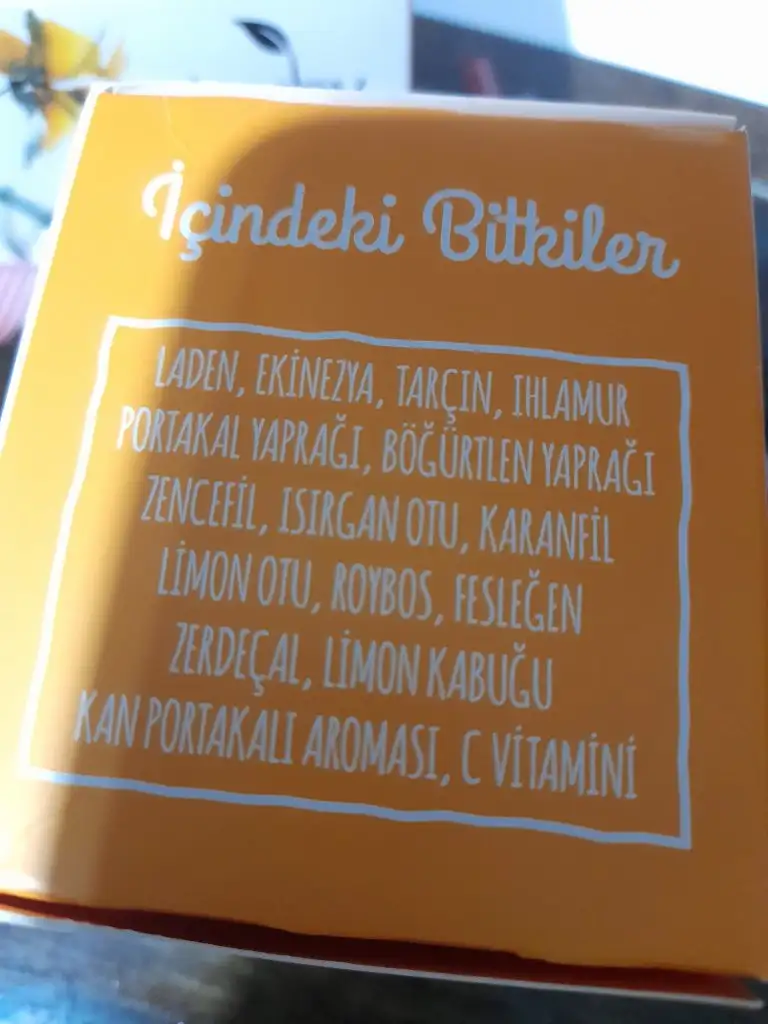 İçindeki Bitkiler
LADEN, EKİNEZYA, TARÇIN, IHLAMUR
PORTAKAL YAPRAĞI, BÖĞÜRTLEN YAPRAĞI
ZENCEFİL, ISIRGAN OTU, KARANFİL
LİMON OTU, ROYBOS, FESLEĞEN
ZERDEÇAL, LİMON KABUĞU
KAN PORTAKALI AROMASI, C VİTAMİNİ